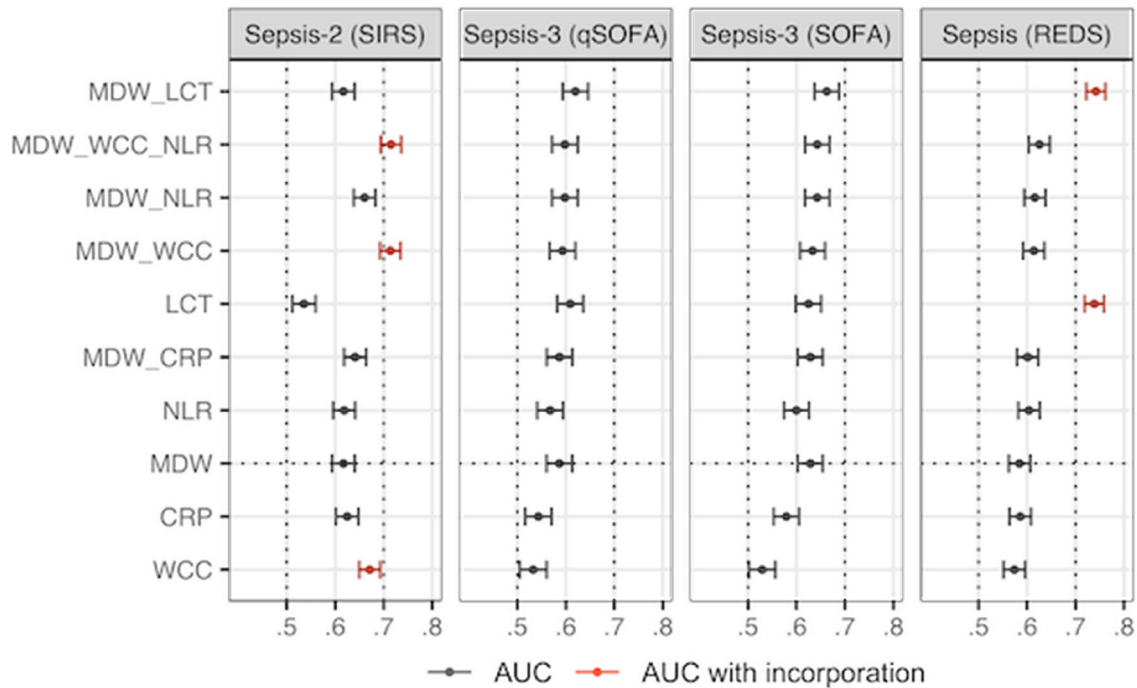 Sepsis-2 (SIRS) Sepsis-3 (qSOFA) Sepsis-3 (SOFA) Sepsis (REDS)
MDW_LCT
MDW_WCC_NLR
MDW_NLR
MDW_WCC
LCT
MDW_CRP
NLR
MDW
CRP
WCC
.5 .6 .7 .8 .5 .6 .7 .8 .5 .6 .7 .8 .5 .6 .7 .8
AUC AUC with incorporation